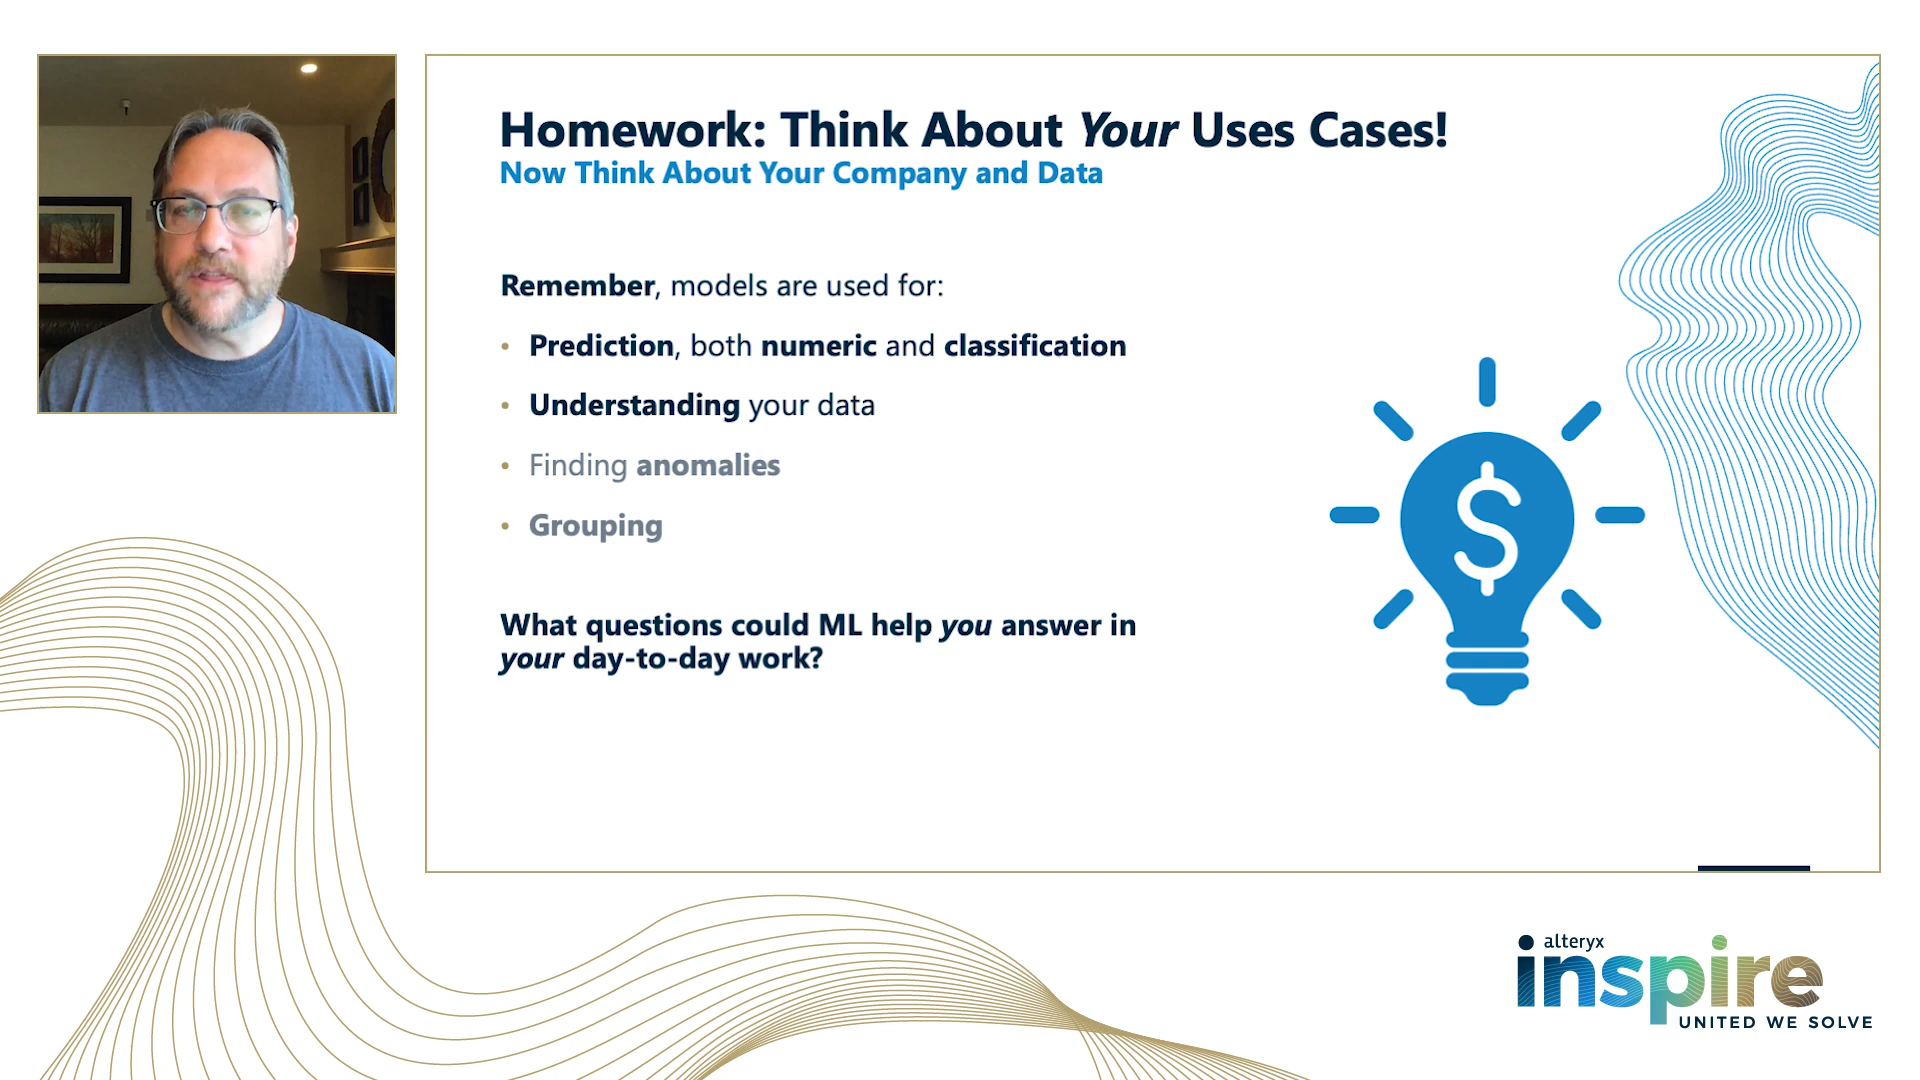 Homework: Think About Your Uses Cases!
Now Think About Your Company and Data
Remember, models are used for:
• Prediction, both numeric and classification
• Understanding your data
• Finding anomalies
• Grouping
What questions could ML help you answer in
your day-to-day work?
$
alteryx
inspire
UNITED WE SOLVE